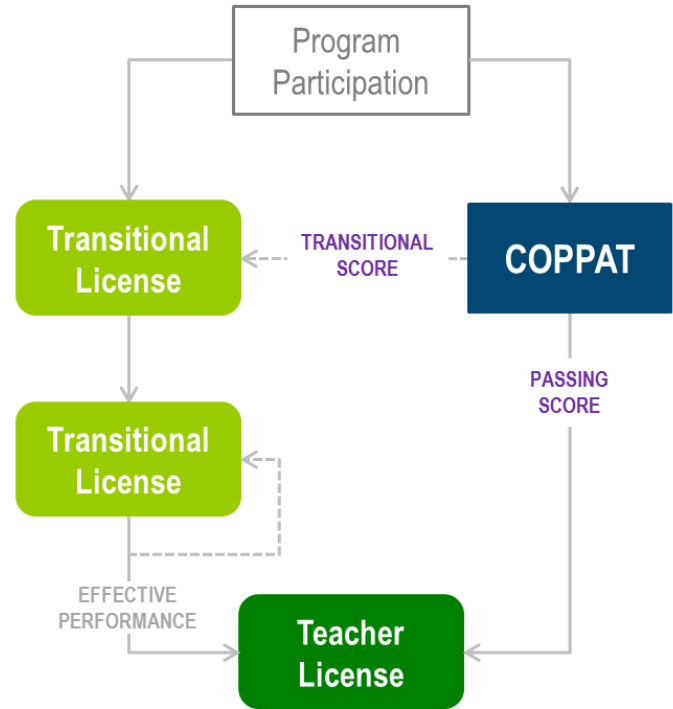 Program
Participation
Transitional
License
TRANSITIONAL
SCORE
COPPAT
PASSING
SCORE
Transitional
License
EFFECTIVE
PERFORMANCE
Teacher
License